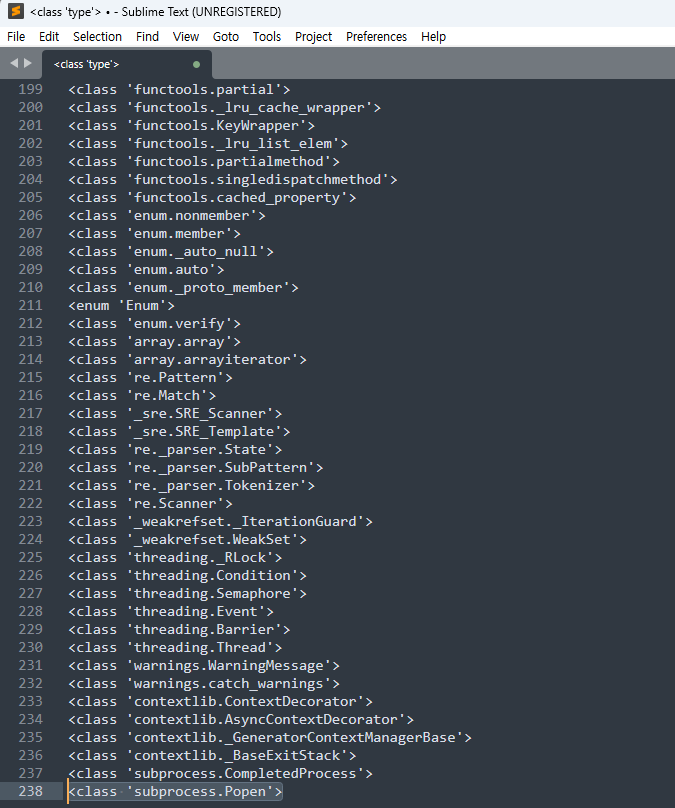 <class 'type'> • - Sublime Text (UNREGISTERED)
File Edit Selection Find View Goto Tools Project Preferences Help
<class 'type'>
199 <class 'functools.partial'>
200 <class 'functools._lru_cache_wrapper'>
201 <class 'functools.KeyWrapper'>
202 <class 'functools._lru_list_elem'>
203 <class 'functools.partialmethod'>
204 <class 'functools.singledispatchmethod'>
205 <class 'functools.cached_property'>
206 <class 'enum.nonmember'>
207 <class 'enum.member'>
208 <class 'enum._auto_null'>
209 <class 'enum.auto'>
210 <class 'enum._proto_member'>
211 <enum 'Enum'>
212 <class 'enum.verify'>
213 <class 'array.array'>
214 <class 'array.arrayiterator'>
215 <class 're.Pattern'>
216 <class 're.Match'>
217 <class '_sre.SRE_Scanner'>
218 <class '_sre.SRE_Template'>
219 <class 're._parser.State'>
220 <class 're._parser.SubPattern'>
221 <class 're._parser.Tokenizer'>
222 <class 're.Scanner'>
223 <class '_weakrefset._IterationGuard'>
224 <class '_weakrefset.WeakSet'>
225 <class 'threading._RLock'>
226 <class 'threading.Condition'>
227 <class 'threading.Semaphore'>
228 <class 'threading.Event'>
229 <class 'threading.Barrier'>
230 <class 'threading.Thread'>
231 <class 'warnings.WarningMessage'>
232 <class 'warnings.catch_warnings'>
233 <class 'contextlib.ContextDecorator'>
234 <class 'contextlib.AsyncContextDecorator'>
235 <class 'contextlib._GeneratorContextManagerBase'>
236 <class 'contextlib._BaseExitStack'>
237 <class 'subprocess.CompletedProcess'>
238 <class 'subprocess.Popen'>